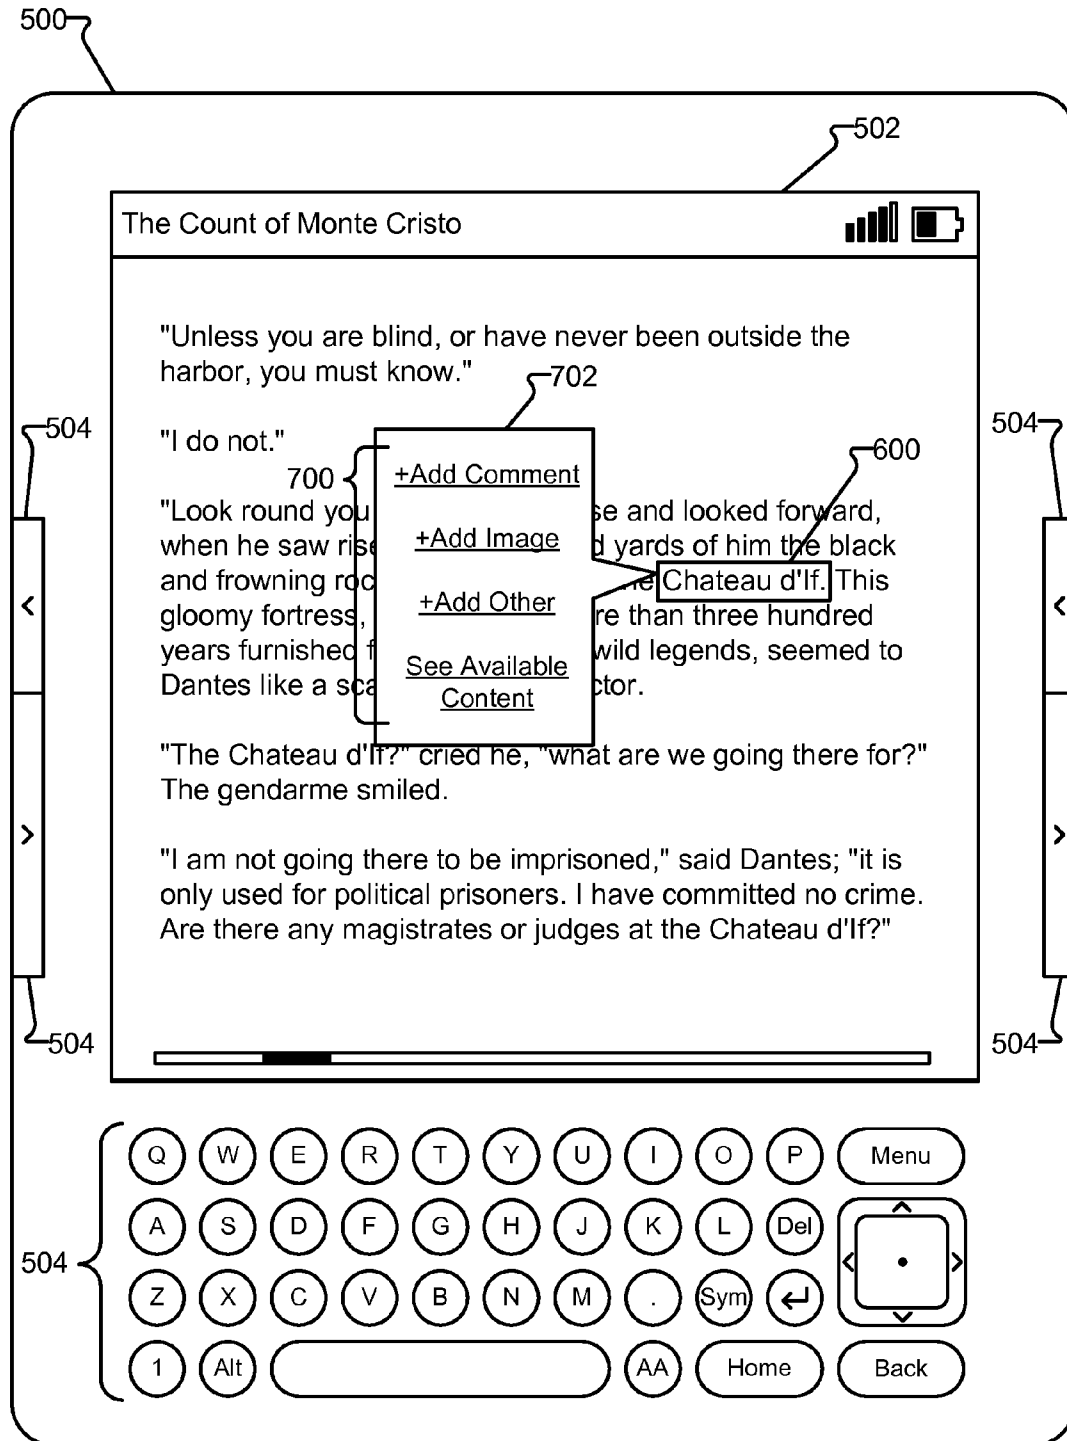 500
502
The Count of Monte Cristo
"Unless you are blind, or have never been outside the
harbor, you must know."
702
504
504
"I do not."
600
700
+Add Comment
"Look round you
se and looked forward,
+Add Image
when he saw rise
d yards of him the black
and frowning roc
Chateau d'If. This
+Add Other
gloomy fortress,
re than three hundred
years furnished f
wild legends, seemed to
See Available
Content
Dantes like a sca
ctor.
"The Chateau d'If?" cried he, "what are we going there for?"
The gendarme smiled.
<
<
>
>
"I am not going there to be imprisoned," said Dantes; "it is
only used for political prisoners. I have committed no crime.
Are there any magistrates or judges at the Chateau d'If?"
504
504
Q W E R T Y U I O P Menu
A S D F G H J K L Del
504
Z X C V B N M . Sym
1 Alt AA Home Back